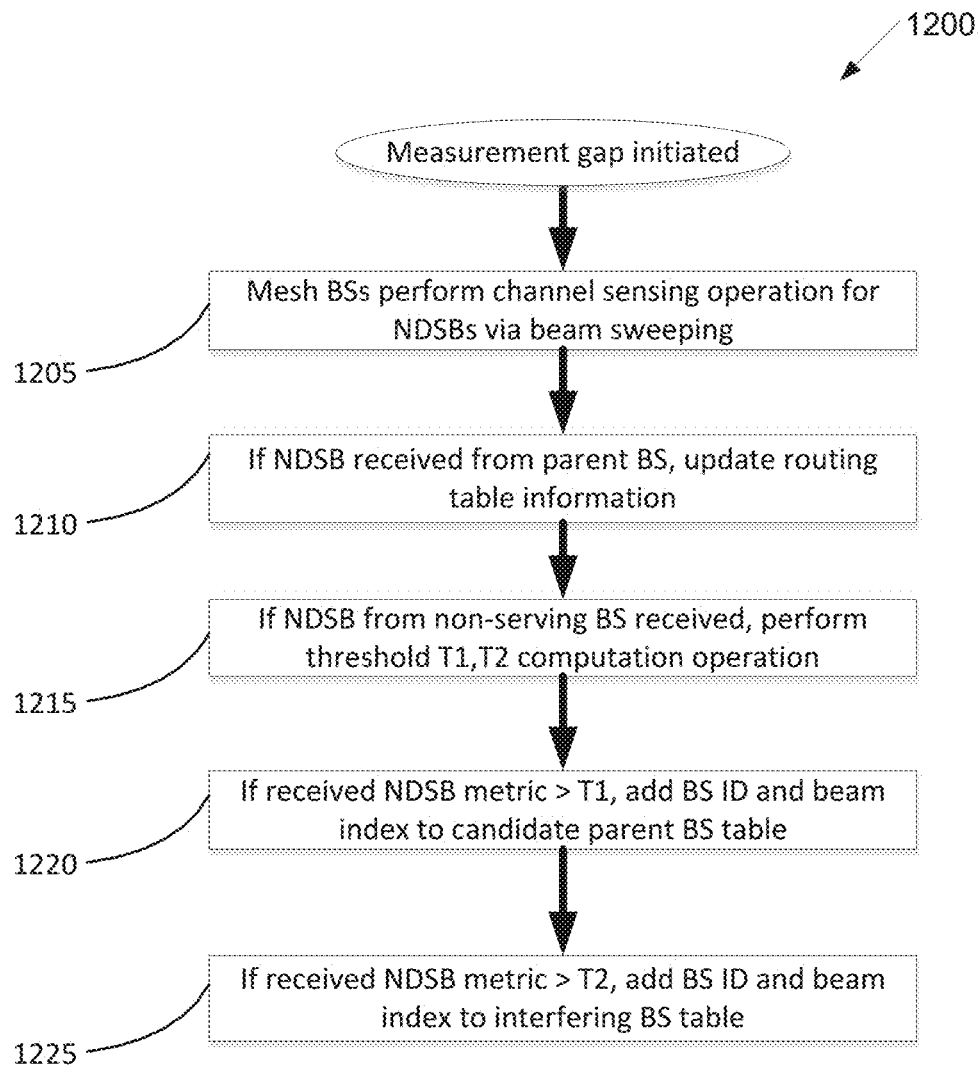 1200
Measurement gap initiated
Mesh BSs perform channel sensing operation for
NDSBs via beam sweeping
1205
If NDSB received from parent BS, update routing
table information
1210
If NDSB from non-serving BS received, perform
threshold T1,T2 computation operation
1215
If received NDSB metric > T1, add BS ID and beam
index to candidate parent BS table
1220
If received NDSB metric > T2, add BS ID and beam
index to interfering BS table
1225